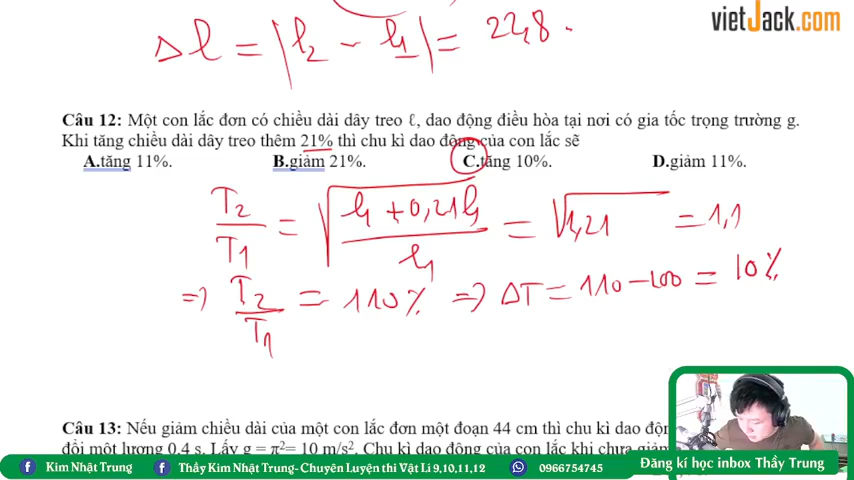 vietJack.com
Δl = |l₂ - l₁| = 22,8
Câu 12: Một con lắc đơn có chiều dài dây treo ℓ, dao động điều hòa tại nơi có gia tốc trọng trường g.
Khi tăng chiều dài dây treo thêm 21% thì chu kì dao động của con lắc sẽ
A.tăng 11%. B.giảm 21%. C.tăng 10%. D.giảm 11%.
T₂/T₁ = √((l₁ + 0,21l₁)/l₁) = √1,21 = 1,1
=> T₂/T₁ = 110% => ΔT = 110 - 100 = 10%
Câu 13: Nếu giảm chiều dài của một con lắc đơn một đoạn 44 cm thì chu kì dao
đổi một lượng 0,4 s. Lấy g = π²= 10 m/s². Chu kì dao động của con lắc khi chưa giảm
Kim Nhật Trung Thầy Kim Nhật Trung- Chuyên Luyện thi Vật Lí 9,10,11,12 0966754745 Đăng kí học inbox Thầy Trung